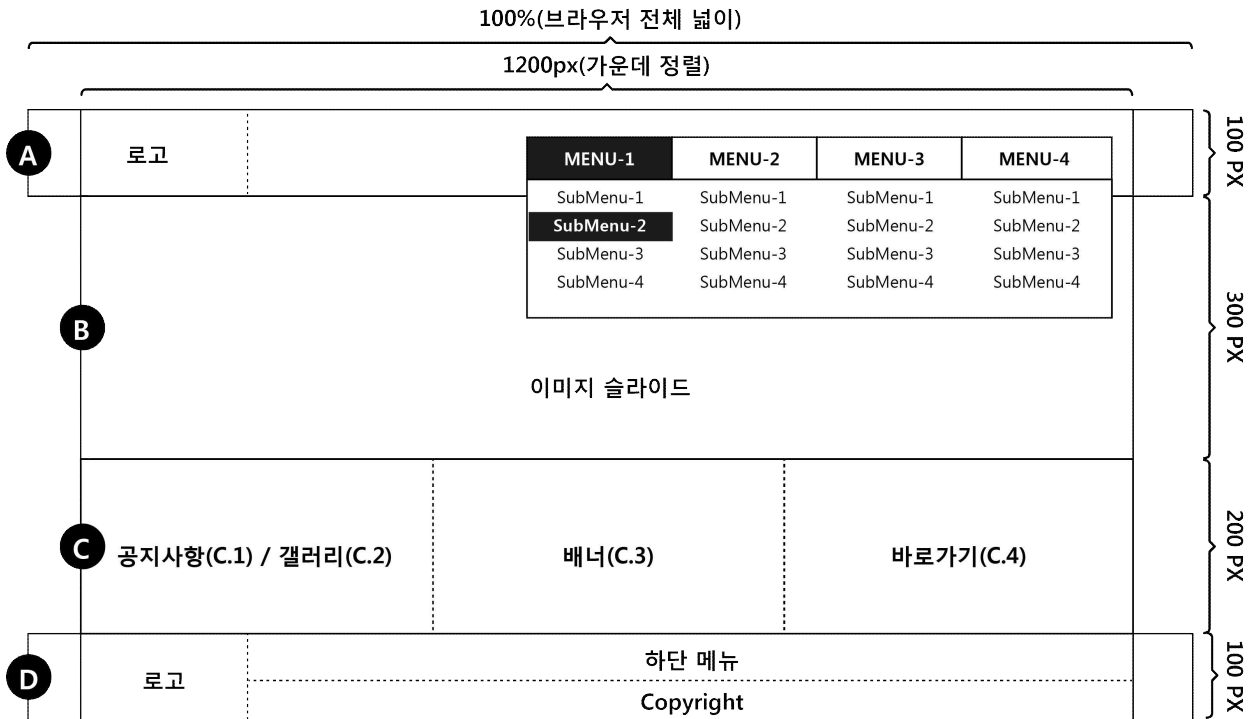 100%(브라우저 전체 넓이)
1200px(가운데 정렬)
A
로고
MENU-1 MENU-2 MENU-3 MENU-4
100 PX
SubMenu-1 SubMenu-1 SubMenu-1 SubMenu-1
SubMenu-2 SubMenu-2 SubMenu-2 SubMenu-2
SubMenu-3 SubMenu-3 SubMenu-3 SubMenu-3
SubMenu-4 SubMenu-4 SubMenu-4 SubMenu-4
B
이미지 슬라이드
300 PX
C
공지사항(C.1) / 갤러리(C.2)
배너(C.3)
바로가기(C.4)
200 PX
D
로고
하단 메뉴
Copyright
100 PX